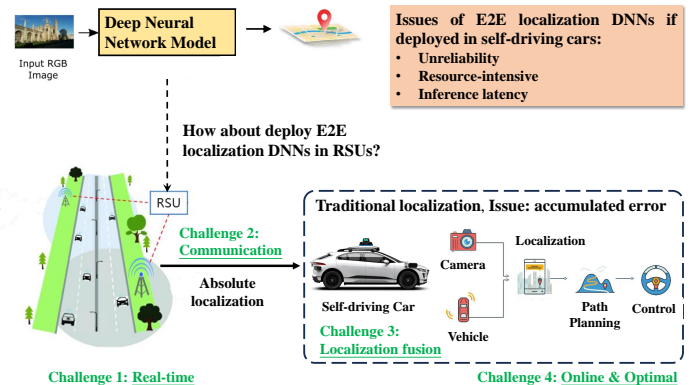 Deep Neural
Network Model
Input RGB
Image
Issues of E2E localization DNNs if
deployed in self-driving cars:
• Unreliability
• Resource-intensive
• Inference latency
How about deploy E2E
localization DNNs in RSUs?
RSU
Challenge 2:
Communication
Absolute
localization
Traditional localization, Issue: accumulated error
Self-driving Car
Camera
Vehicle
Localization
Path
Planning
Control
Challenge 3:
Localization fusion
Challenge 1: Real-time
Challenge 4: Online & Optimal